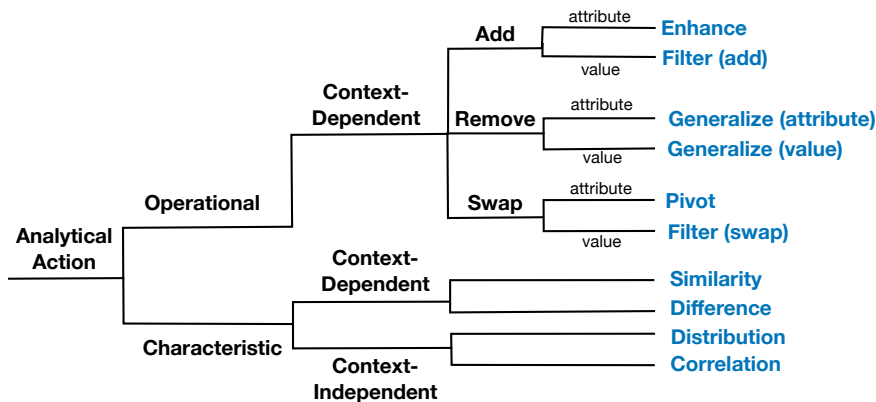 attribute
Enhance
Add
Filter (add)
value
Context-
Dependent
attribute
Remove
Generalize (attribute)
value
Generalize (value)
Operational
attribute
Swap
Pivot
value
Filter (swap)
Analytical
Action
Context-
Dependent
Similarity
Difference
Characteristic
Distribution
Context-
Independent
Correlation